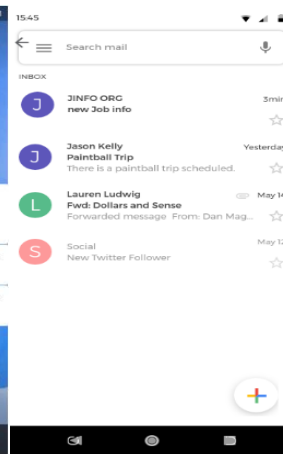 15:45
Search mail
INBOX
J
JINFO ORG
3min
new Job info
J
Jason Kelly
Yesterday
Paintball Trip
There is a paintball trip scheduled.
L
Lauren Ludwig
May 14
Fwd: Dollars and Sense
Forwarded message From: Dan Mag...
S
Social
May 12
New Twitter Follower